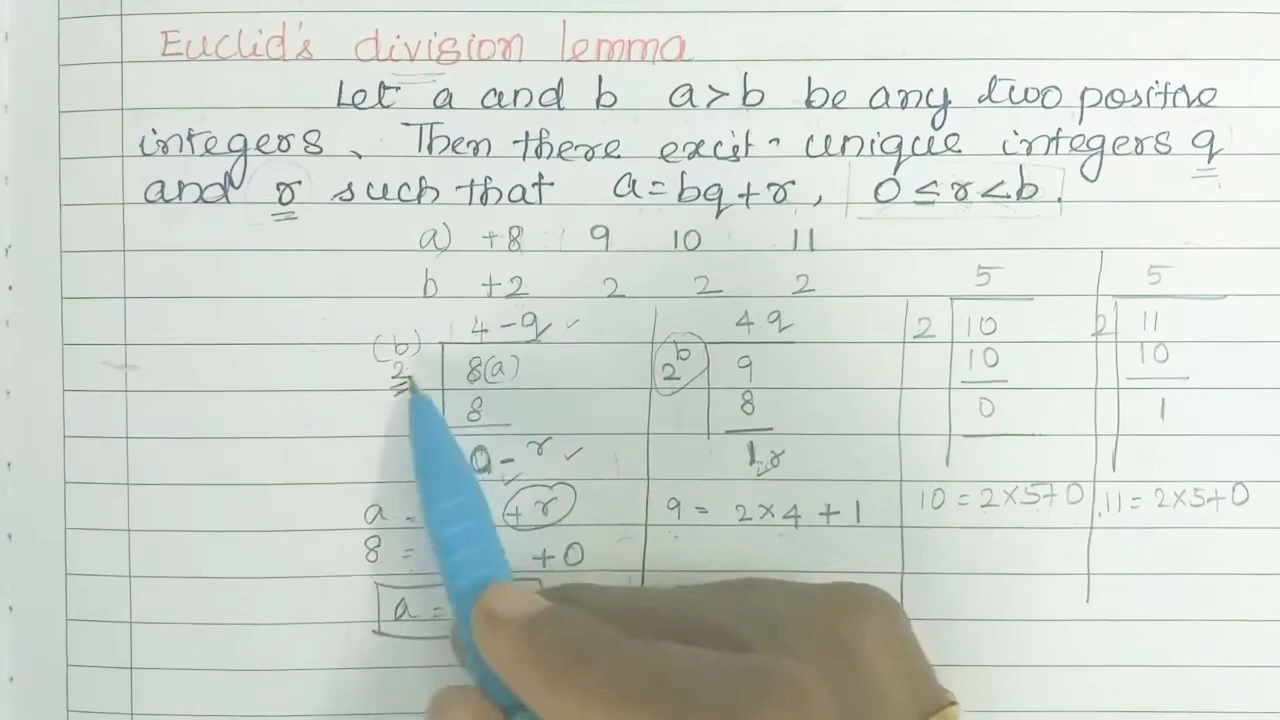 Euclid's division lemma
Let a and b a>b be any two positive
integers. Then there excist unique integers q
and r such that a=bq+r, 0≤r<b.
a) +8 9 10 11
b +2 2 2 2
4 - q ✓
(b)
2 8(a)
8
0 - r ✓
a = + r
8 = +0
a =
4 q
2 b 9
8
1 r
9 = 2×4 + 1
5
2 10
10
0
10 = 2×5+0
5
2 11
10
1
11 = 2×5+0